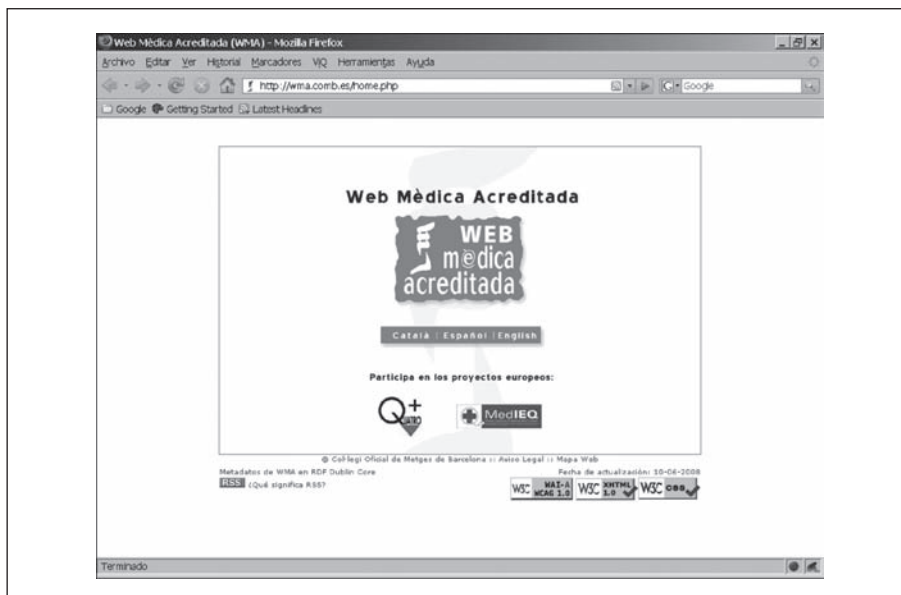 Web Mèdica Acreditada (WMA) - Mozilla Firefox
Archivo Editar Ver Historial Marcadores ViQ Herramientas Ayuda
http://wma.comb.es/home.php Google
Google Getting Started Latest Headlines
Web Mèdica Acreditada
WEB
mèdica
acreditada
Català | Español | English
Participa en los proyectos europeos:
Q+ MedIEQ
© Col·legi Oficial de Metges de Barcelona :: Aviso Legal :: Mapa Web
Metadatos de WMA en RDF Dublin Core Fecha de actualización: 10-06-2008
RSS ¿Qué significa RSS? W3C WAI-A WCAG 1.0 W3C XHTML 1.0 W3C css
Terminado